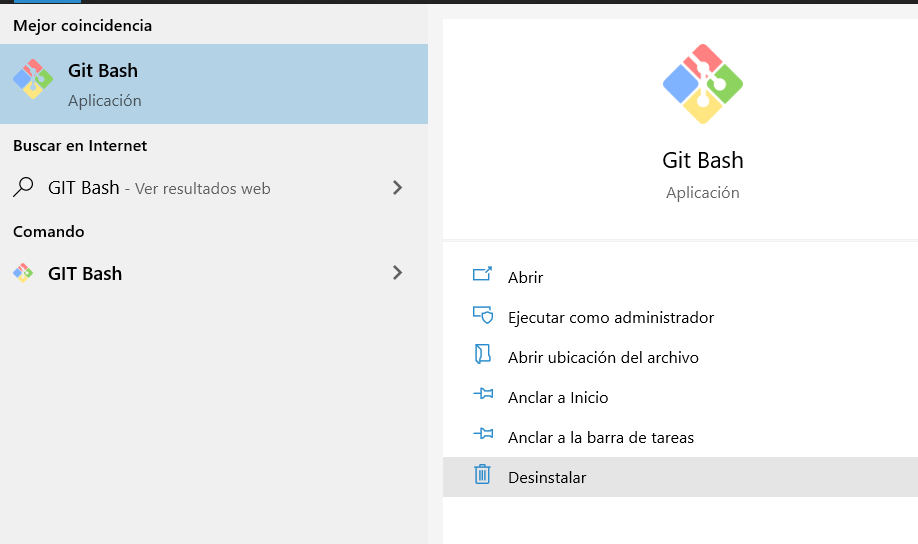 Mejor coincidencia
Git Bash
Aplicación
Buscar en Internet
GIT Bash - Ver resultados web
Comando
GIT Bash
Git Bash
Aplicación
Abrir
Ejecutar como administrador
Abrir ubicación del archivo
Anclar a Inicio
Anclar a la barra de tareas
Desinstalar